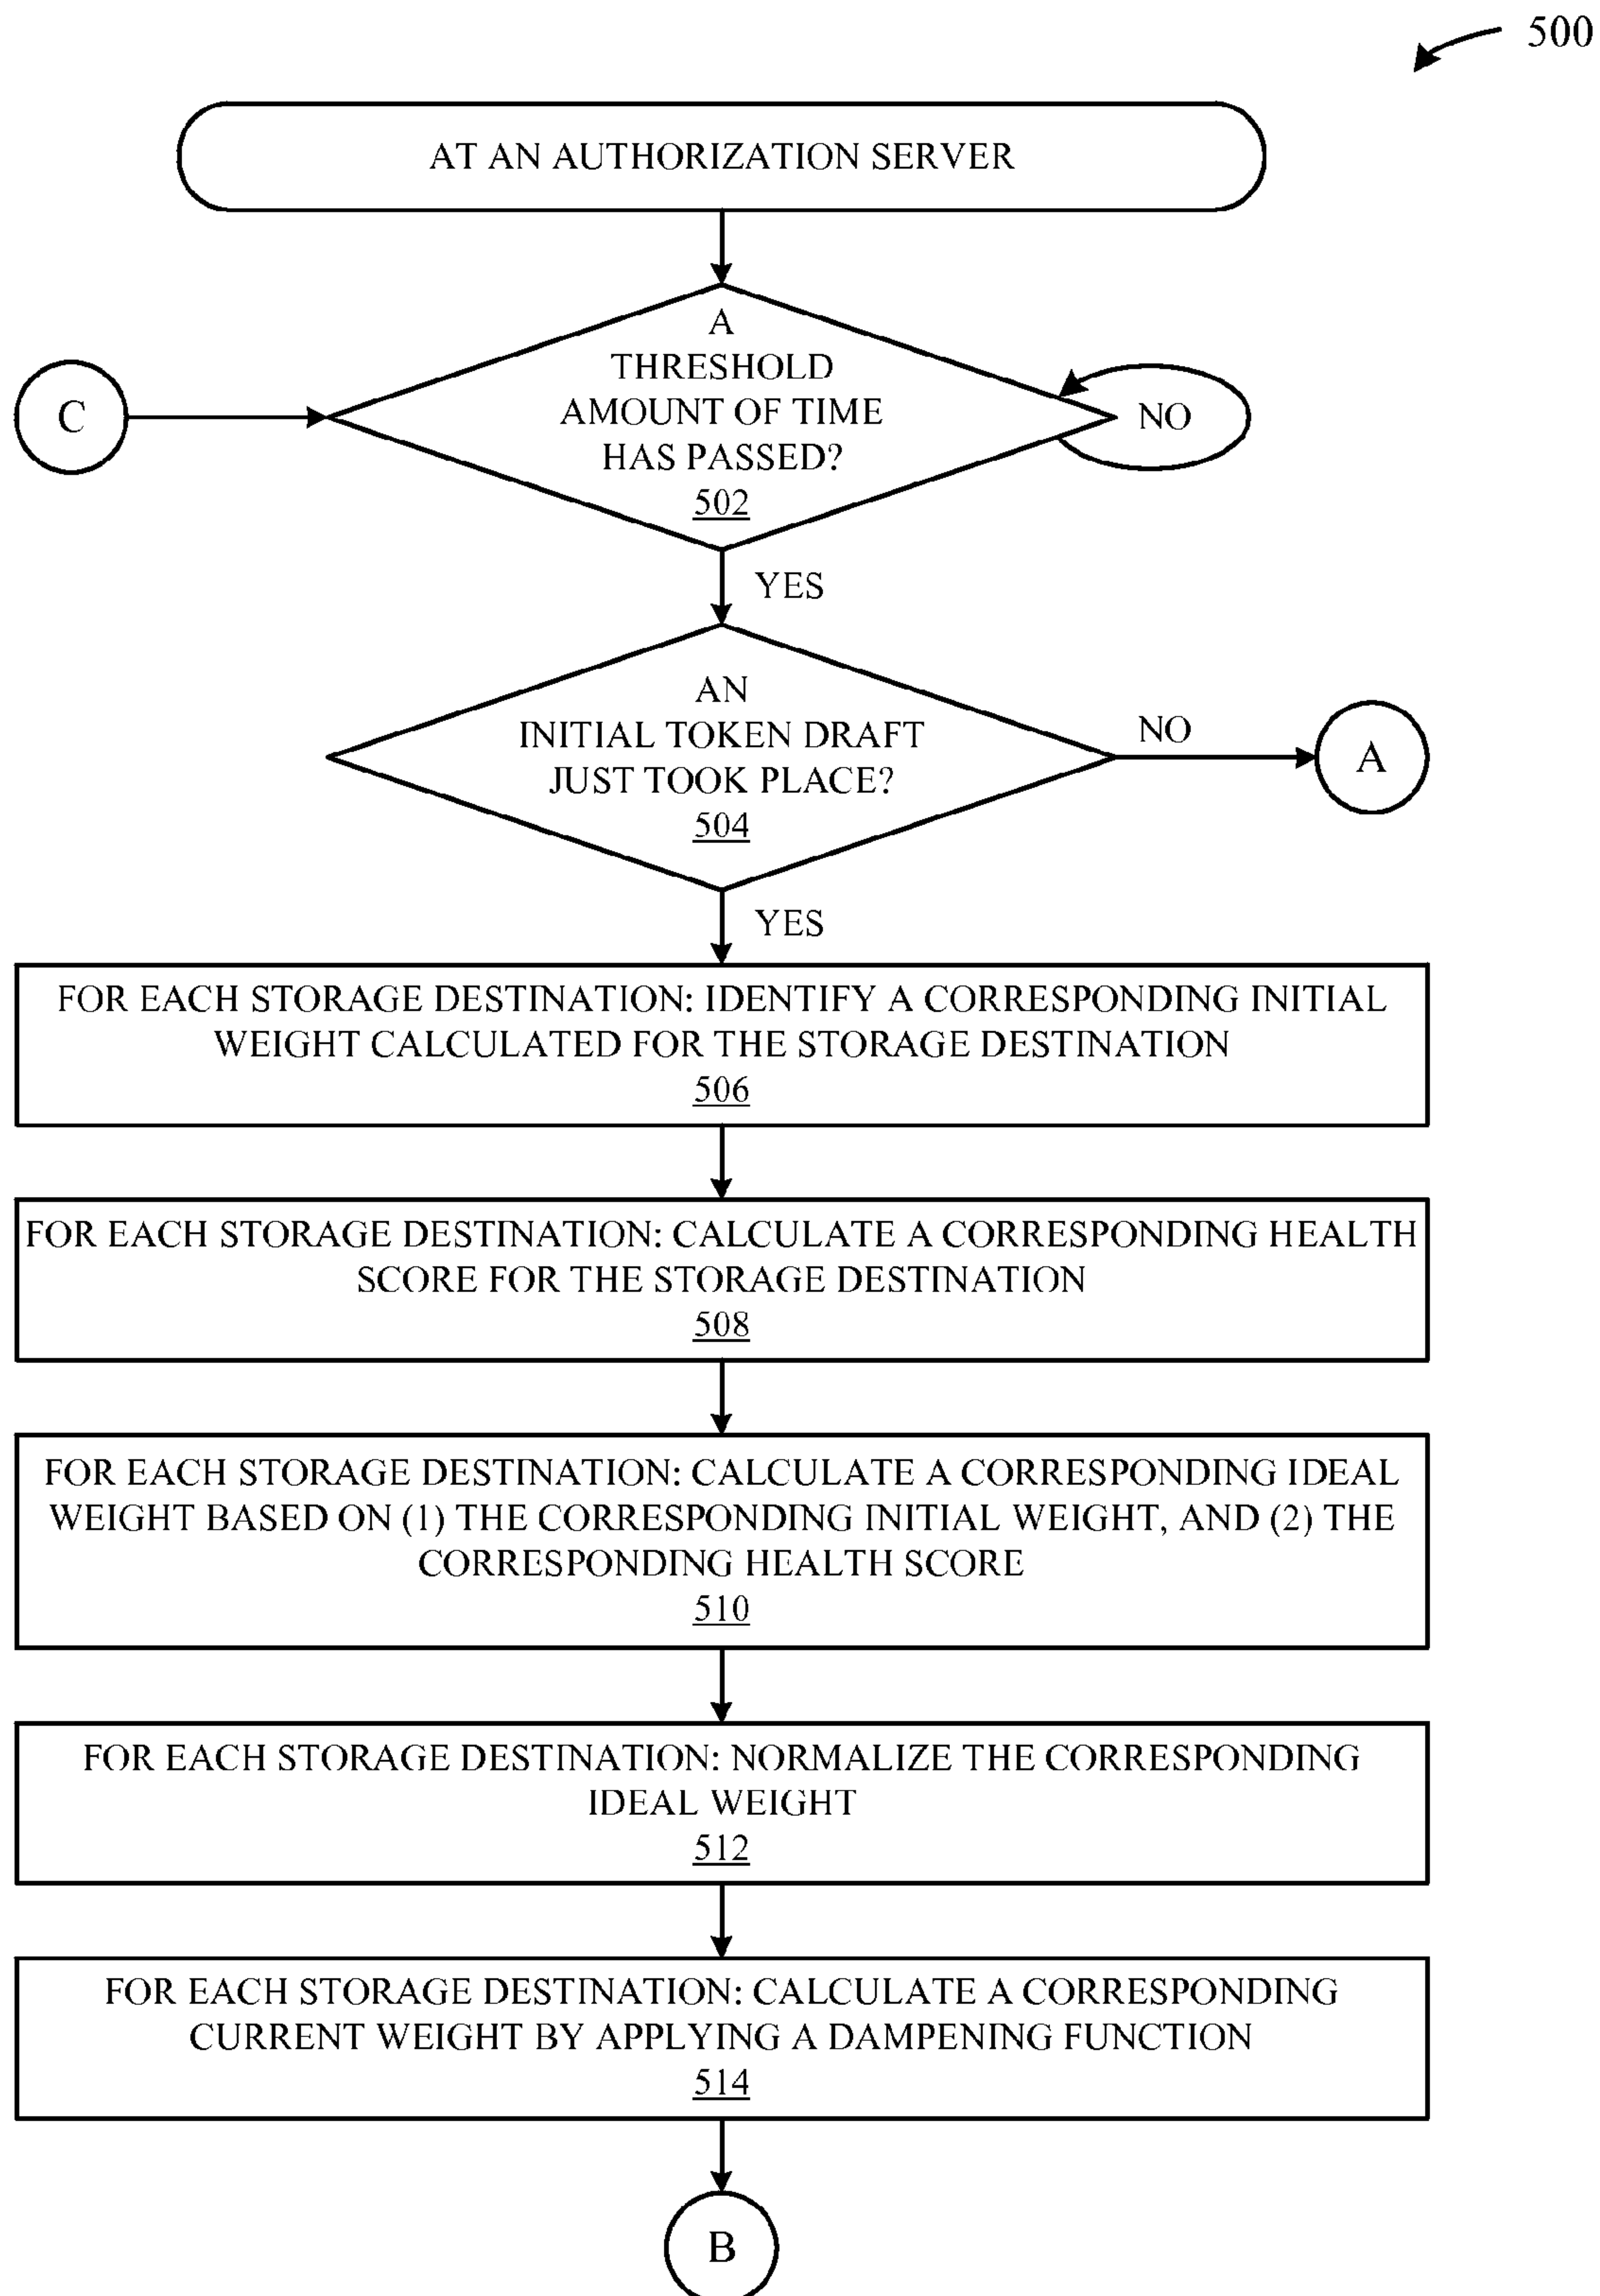 500
AT AN AUTHORIZATION SERVER
A
THRESHOLD
AMOUNT OF TIME
HAS PASSED?
502
C
NO
YES
AN
INITIAL TOKEN DRAFT
JUST TOOK PLACE?
504
NO
A
YES
FOR EACH STORAGE DESTINATION: IDENTIFY A CORRESPONDING INITIAL
WEIGHT CALCULATED FOR THE STORAGE DESTINATION
506
FOR EACH STORAGE DESTINATION: CALCULATE A CORRESPONDING HEALTH
SCORE FOR THE STORAGE DESTINATION
508
FOR EACH STORAGE DESTINATION: CALCULATE A CORRESPONDING IDEAL
WEIGHT BASED ON (1) THE CORRESPONDING INITIAL WEIGHT, AND (2) THE
CORRESPONDING HEALTH SCORE
510
FOR EACH STORAGE DESTINATION: NORMALIZE THE CORRESPONDING
IDEAL WEIGHT
512
FOR EACH STORAGE DESTINATION: CALCULATE A CORRESPONDING
CURRENT WEIGHT BY APPLYING A DAMPENING FUNCTION
514
B